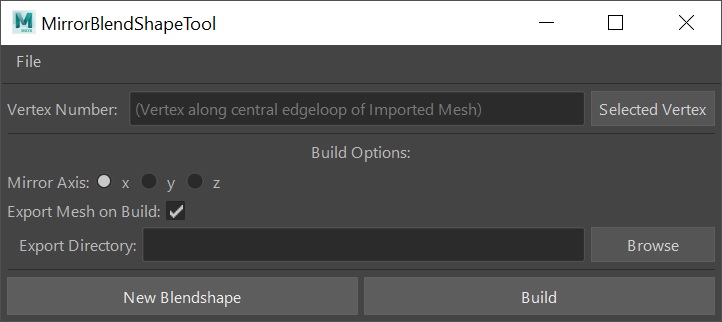 MirrorBlendShapeTool
File
Vertex Number: (Vertex along central edgeloop of Imported Mesh) Selected Vertex
Build Options:
Mirror Axis: x y z
Export Mesh on Build:
Export Directory: Browse
New Blendshape Build